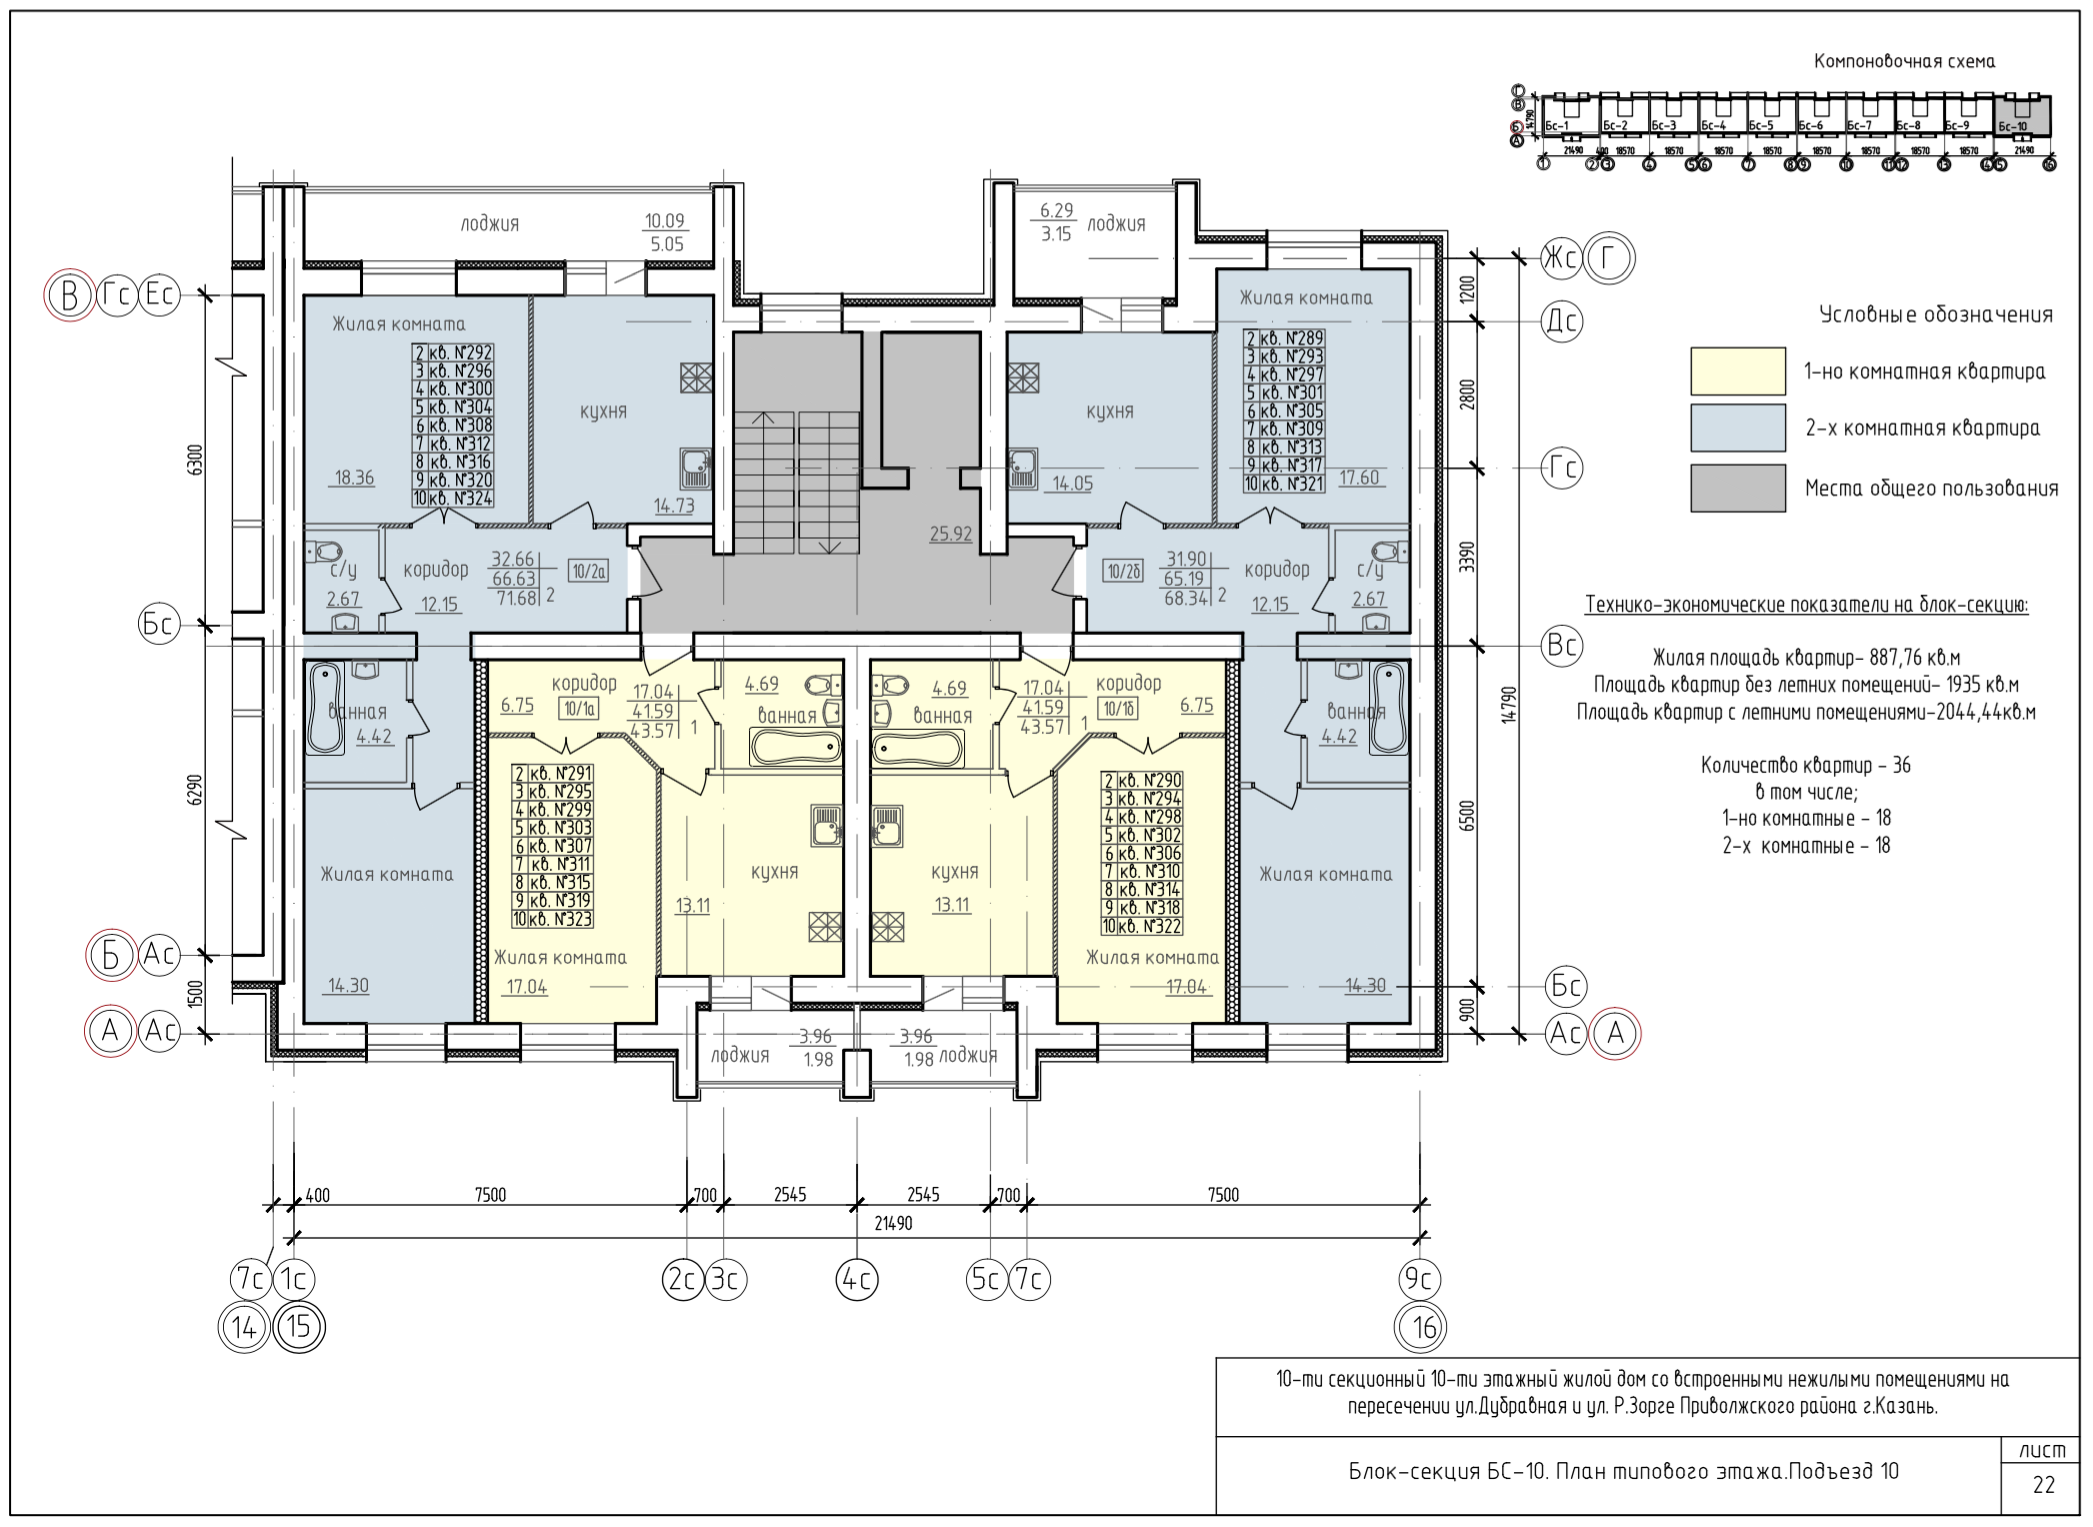 Компоновочная схема
Г
В
Б
А
14790
Бс-1
Бс-2
Бс-3
Бс-4
Бс-5
Бс-6
Бс-7
Бс-8
Бс-9
Бс-10
21490 400 18570 18570 18570 18570 18570 18570 18570 18570 21490
1 2 3 4 5 6 7 8 9 10 11 12 13 14 15 16
лоджия
10.09
5.05
6.29
3.15
лоджия
Жс Г
В Гс Ес
Дс
Гс
Вс
Бс
Ас А
Бс
Б Ас
А Ас
1200
2800
3390
6500
900
14790
6300
6290
1500
Условные обозначения
1-но комнатная квартира
2-х комнатная квартира
Места общего пользования
Технико-экономические показатели на блок-секцию:
Жилая площадь квартир- 887,76 кв.м
Площадь квартир без летних помещений- 1935 кв.м
Площадь квартир с летними помещениями-2044,44кв.м
Количество квартир - 36
в том числе;
1-но комнатные - 18
2-х комнатные - 18
Жилая комната
2 кв. №292
3 кв. №296
4 кв. №300
5 кв. №304
6 кв. №308
7 кв. №312
8 кв. №316
9 кв. №320
10 кв. №324
18.36
кухня
14.73
с/у
2.67
коридор
12.15
32.66
66.63
71.68 2
10/2а
25.92
кухня
14.05
Жилая комната
2 кв. №289
3 кв. №293
4 кв. №297
5 кв. №301
6 кв. №305
7 кв. №309
8 кв. №313
9 кв. №317
10 кв. №321
17.60
10/2б
31.90
65.19
68.34 2
коридор
12.15
с/у
2.67
ванная
4.42
Жилая комната
14.30
коридор
6.75
10/1а
17.04
41.59
43.57 1
4.69
ванная
2 кв. №291
3 кв. №295
4 кв. №299
5 кв. №303
6 кв. №307
7 кв. №311
8 кв. №315
9 кв. №319
10 кв. №323
Жилая комната
17.04
кухня
13.11
4.69
ванная
17.04
41.59
43.57 1
коридор
10/1б
6.75
кухня
13.11
2 кв. №290
3 кв. №294
4 кв. №298
5 кв. №302
6 кв. №306
7 кв. №310
8 кв. №314
9 кв. №318
10 кв. №322
Жилая комната
17.04
ванная
4.42
Жилая комната
14.30
лоджия
3.96
1.98
3.96
1.98
лоджия
400 7500 700 2545 2545 700 7500
21490
7с 1с 2с 3с 4с 5с 7с 9с
14 15 16
10-ти секционный 10-ти этажный жилой дом со встроенными нежилыми помещениями на
пересечении ул.Дубравная и ул. Р.Зорге Приволжского района г.Казань.
Блок-секция БС-10. План типового этажа.Подъезд 10
лист
22